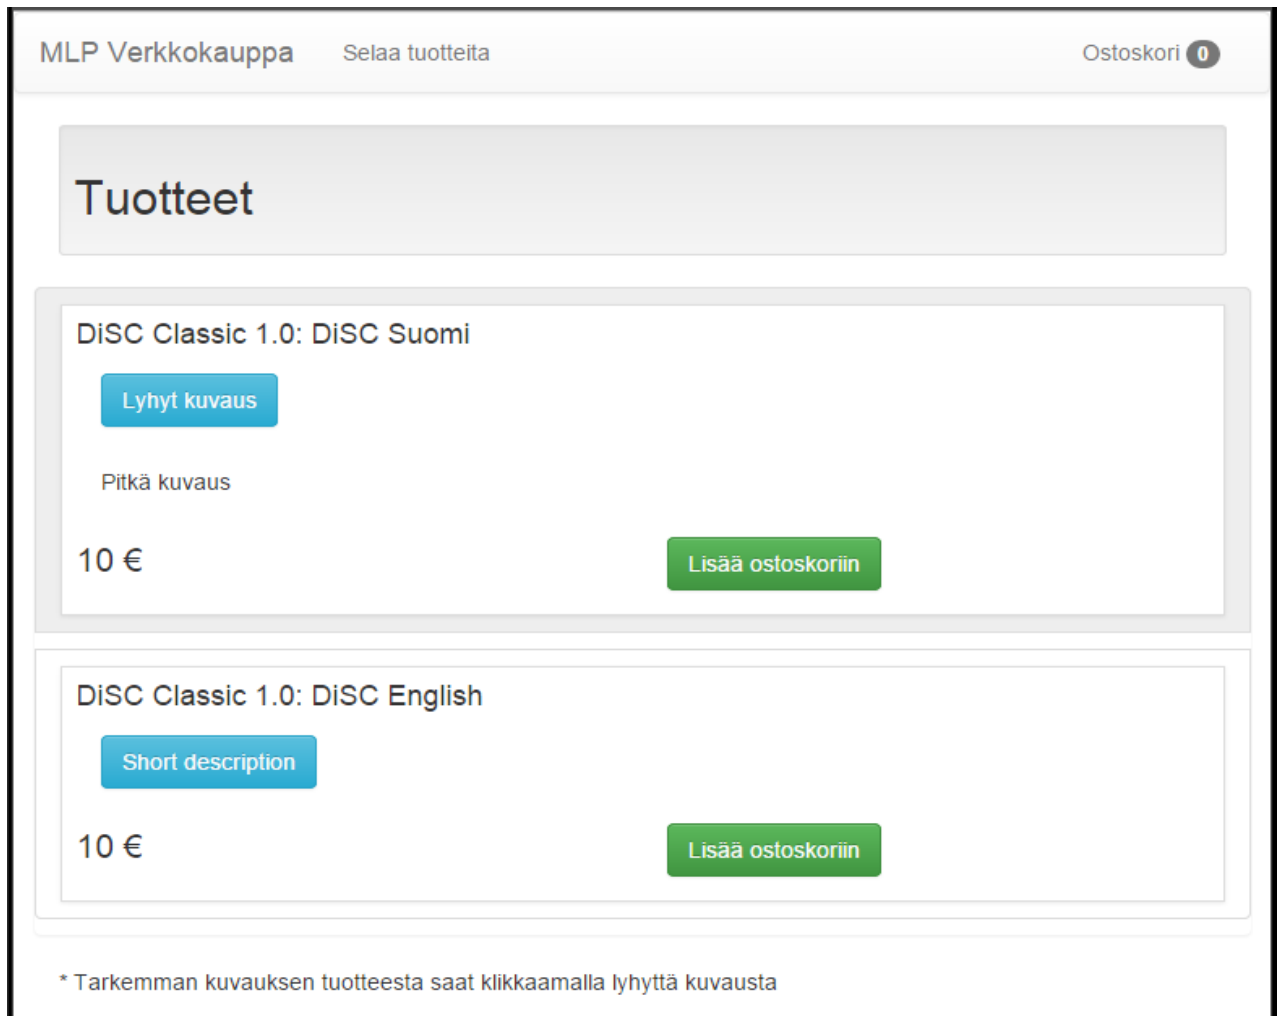 MLP Verkkokauppa Selaa tuotteita Ostoskori 0
Tuotteet
DiSC Classic 1.0: DiSC Suomi
Lyhyt kuvaus
Pitkä kuvaus
10 € Lisää ostoskoriin
DiSC Classic 1.0: DiSC English
Short description
10 € Lisää ostoskoriin
* Tarkemman kuvauksen tuotteesta saat klikkaamalla lyhyttä kuvausta